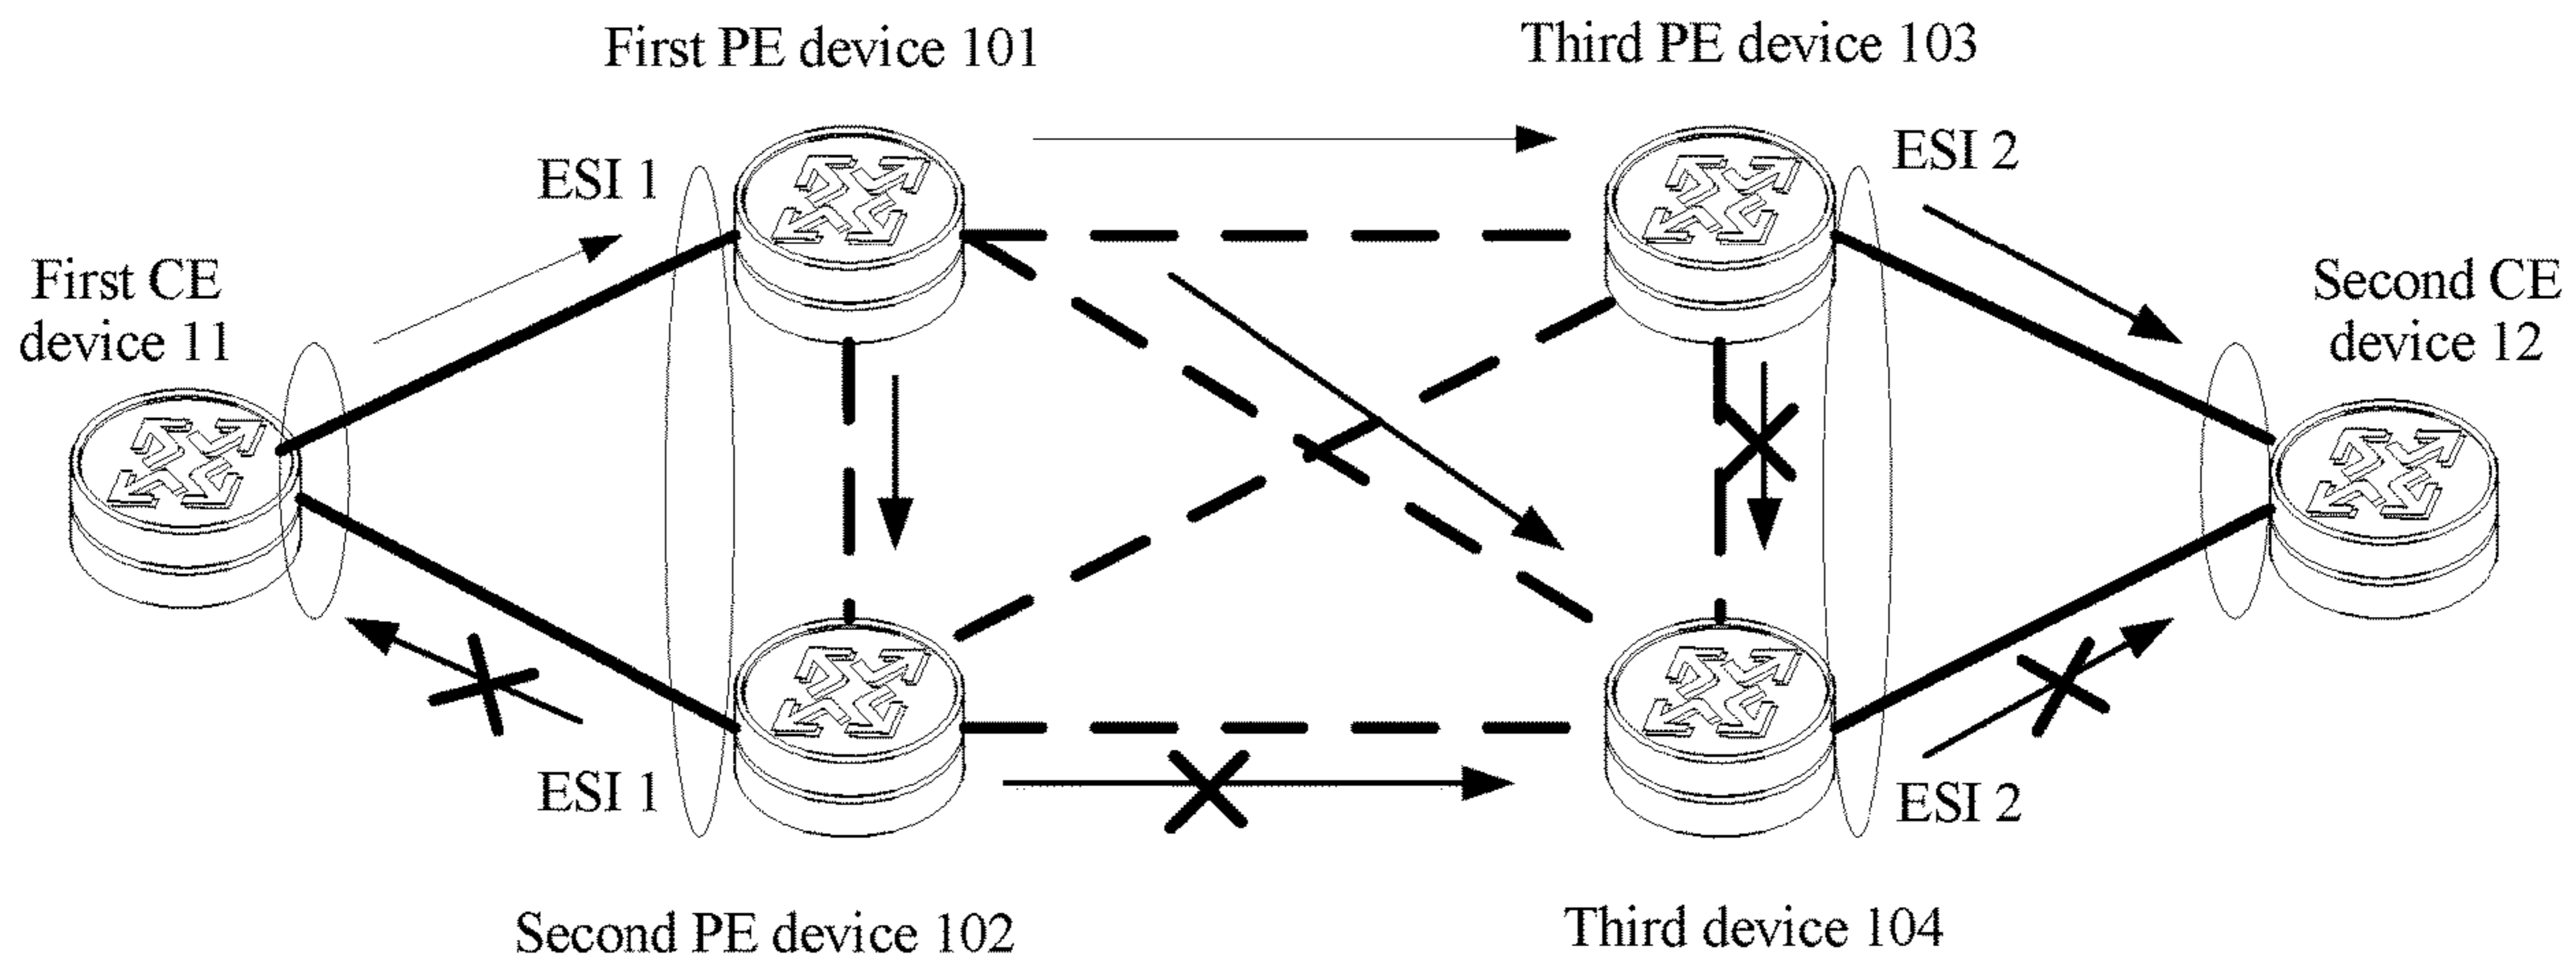 First PE device 101
Third PE device 103
ESI 1
ESI 2
First CE
device 11
Second CE
device 12
ESI 1
ESI 2
Second PE device 102
Third device 104